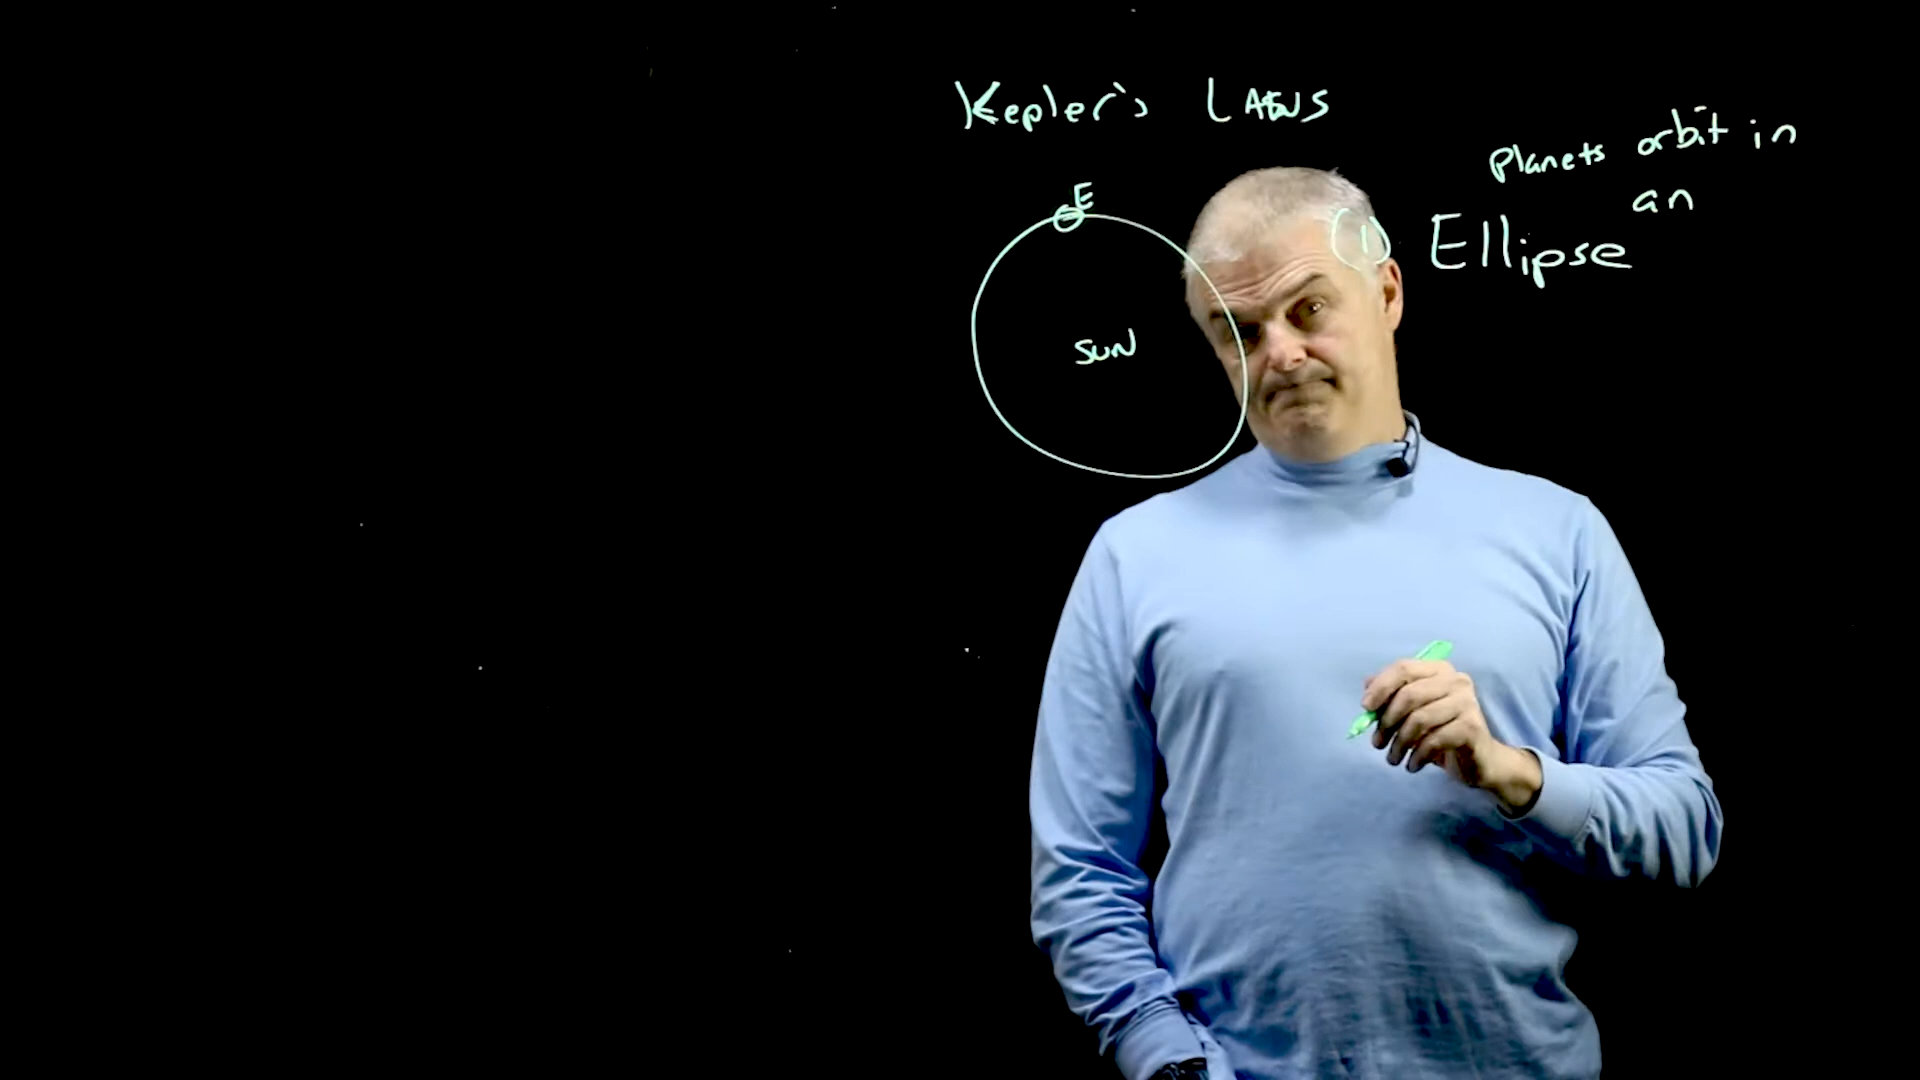 Kepler's LAWS
planets orbit in
an
① Ellipse
E
SUN